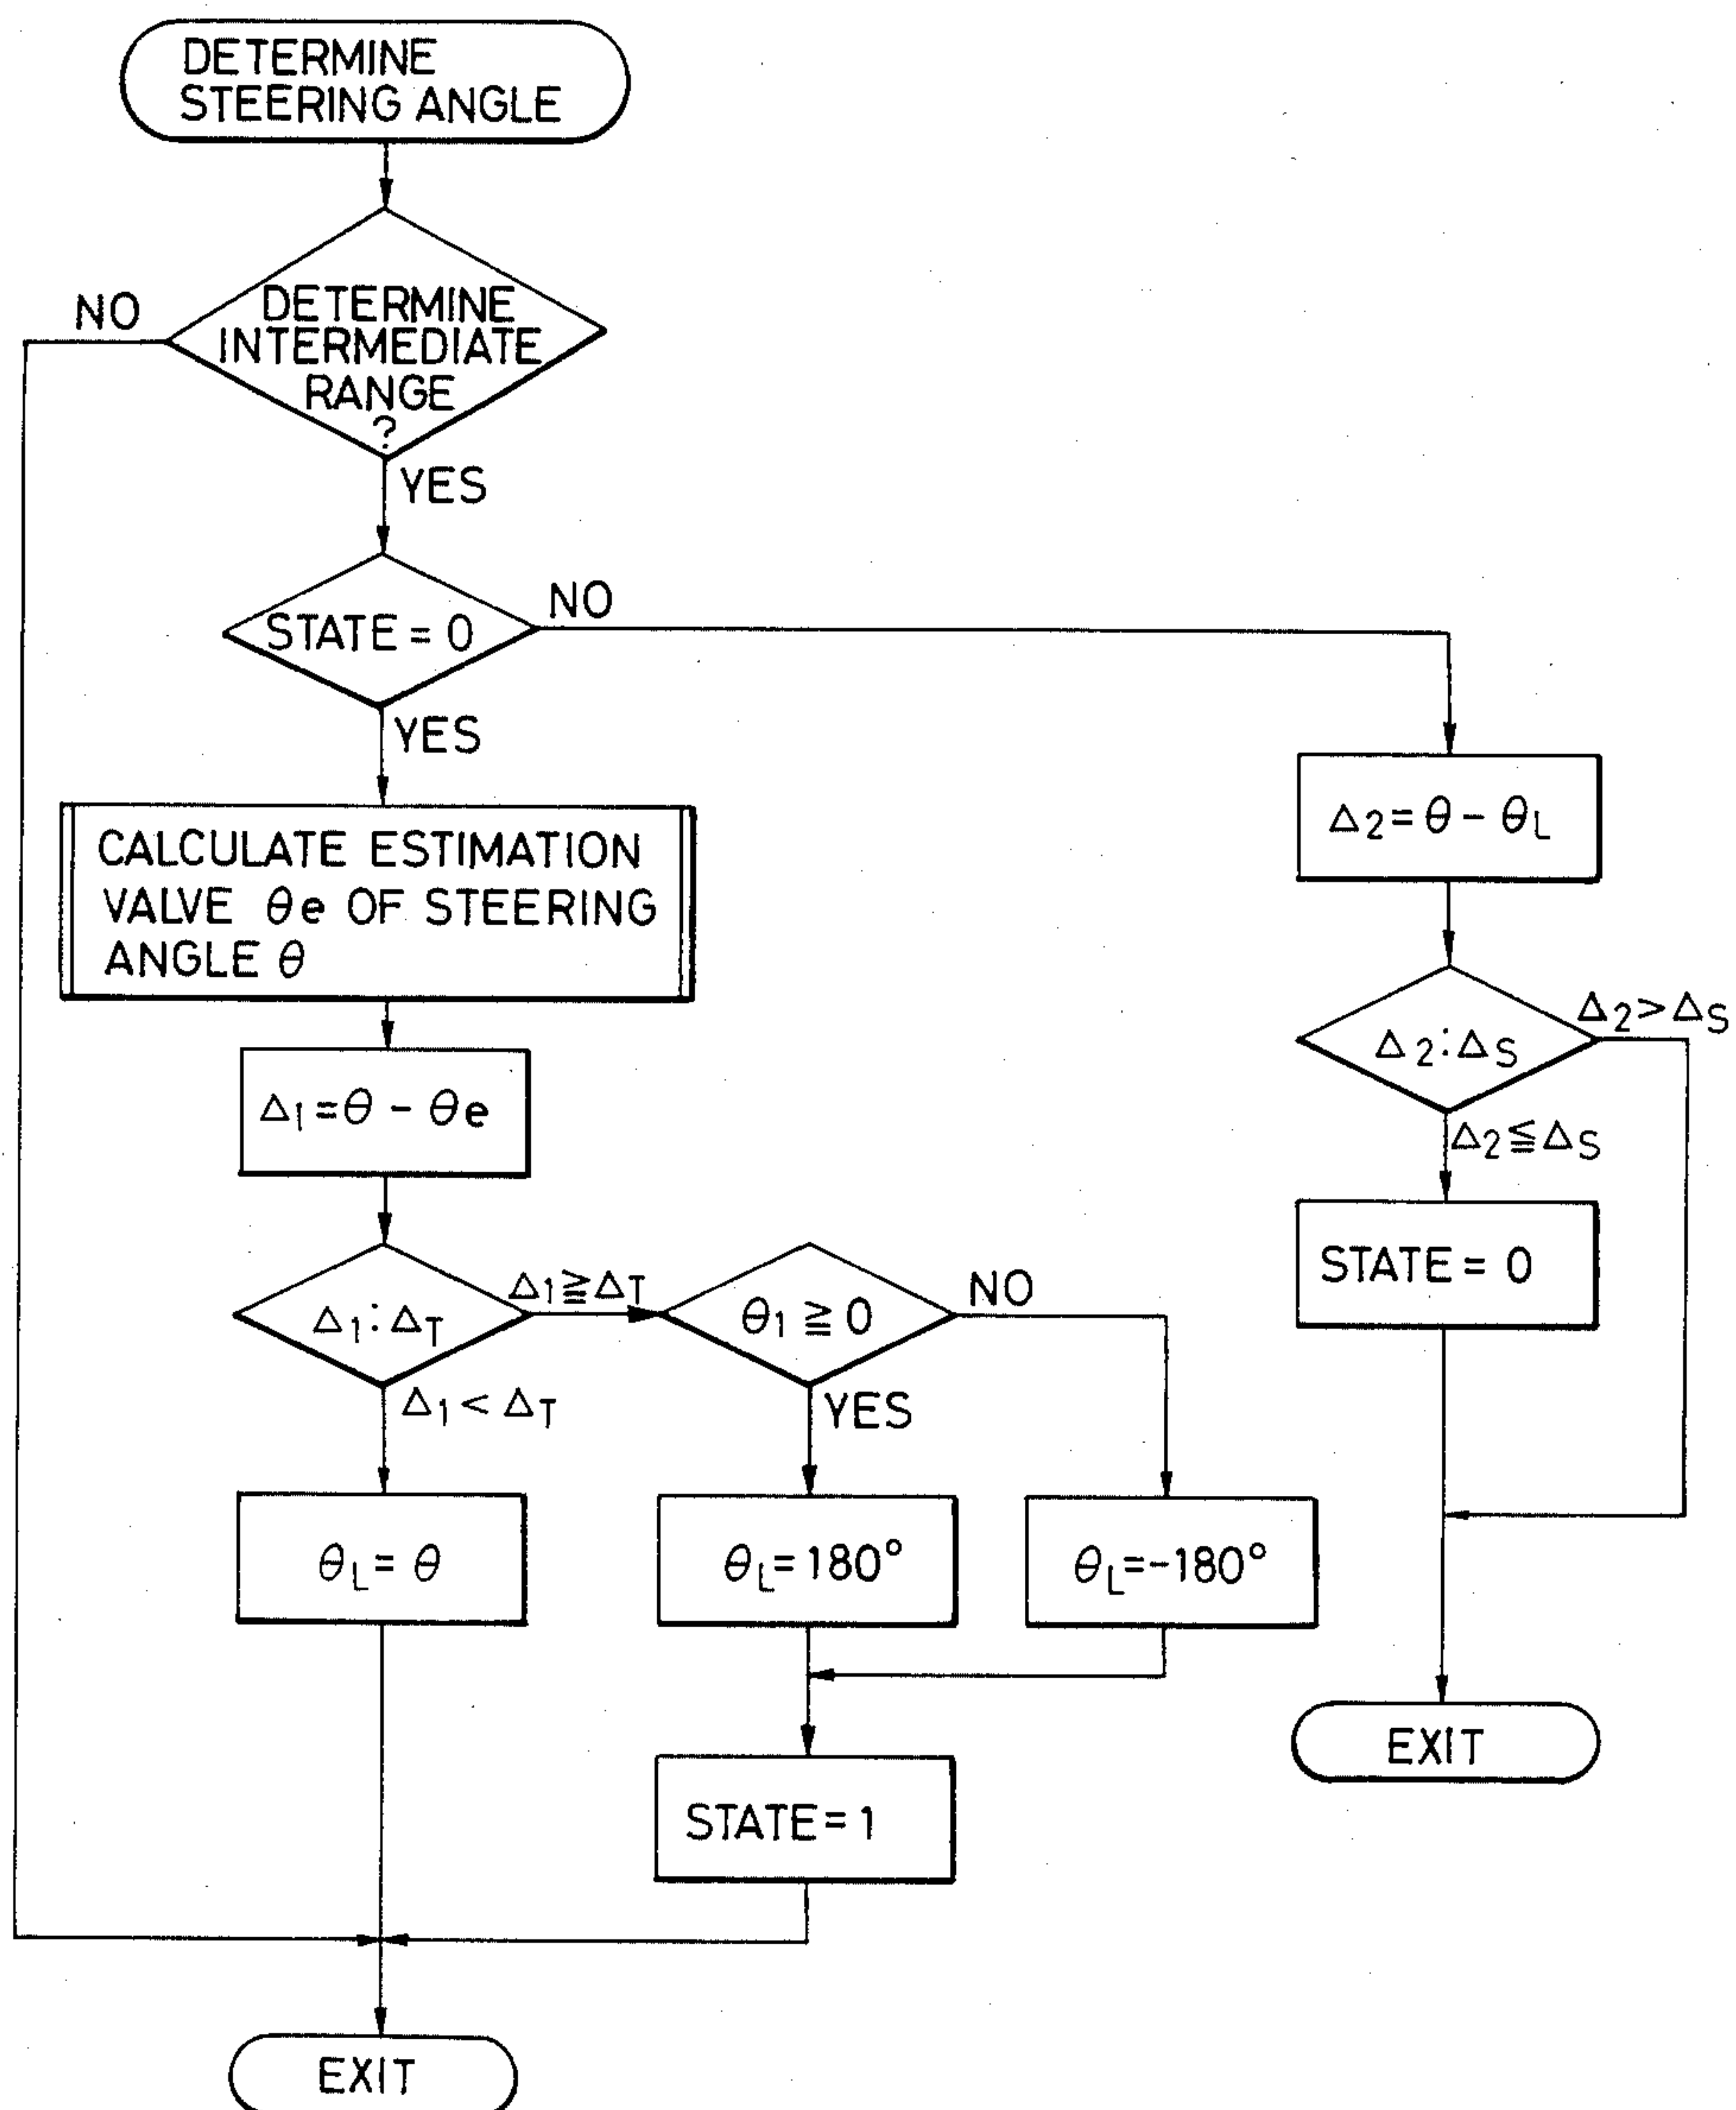 DETERMINE
STEERING ANGLE
DETERMINE
INTERMEDIATE
RANGE
?
NO
YES
STATE = 0
NO
YES
CALCULATE ESTIMATION
VALVE θe OF STEERING
ANGLE θ
Δ1=θ - θe
Δ1:ΔT
Δ1≧ΔT
Δ1< ΔT
θ1 ≧ 0
NO
YES
θL= θ
θL=180°
θL=-180°
STATE=1
EXIT
Δ2=θ - θL
Δ2:ΔS
Δ2>ΔS
Δ2≦ΔS
STATE = 0
EXIT